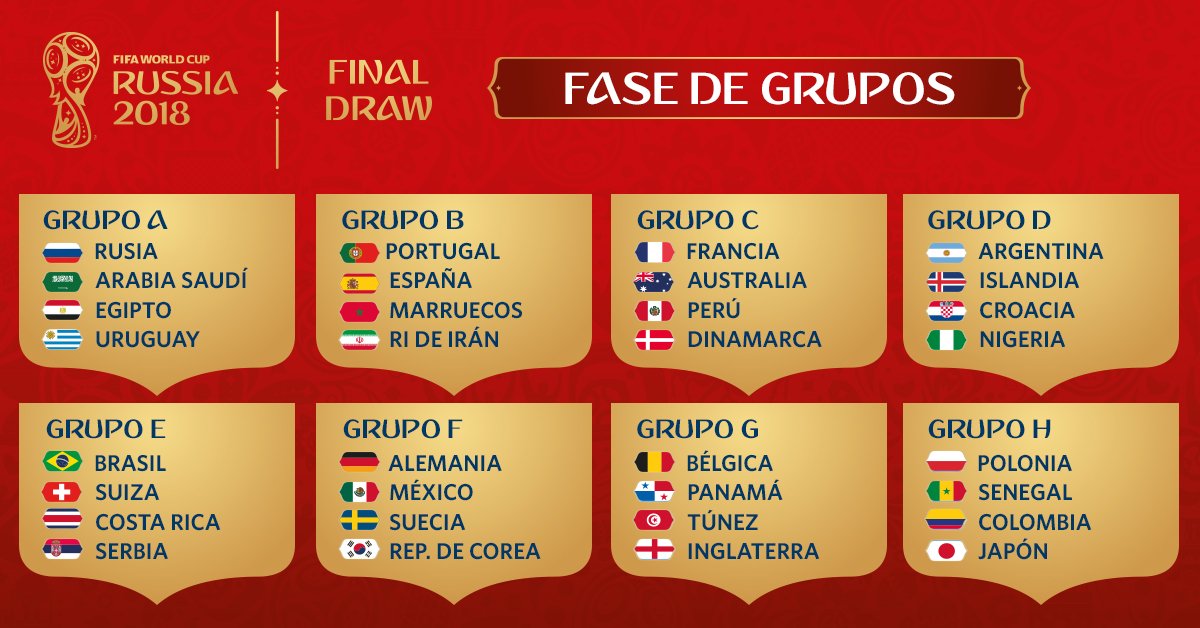 FIFA WORLD CUP
RUSSIA
2018
FINAL
DRAW
FASE DE GRUPOS
GRUPO A
RUSIA
ARABIA SAUDÍ
EGIPTO
URUGUAY
GRUPO B
PORTUGAL
ESPAÑA
MARRUECOS
RI DE IRÁN
GRUPO C
FRANCIA
AUSTRALIA
PERÚ
DINAMARCA
GRUPO D
ARGENTINA
ISLANDIA
CROACIA
NIGERIA
GRUPO E
BRASIL
SUIZA
COSTA RICA
SERBIA
GRUPO F
ALEMANIA
MÉXICO
SUECIA
REP. DE COREA
GRUPO G
BÉLGICA
PANAMÁ
TÚNEZ
INGLATERRA
GRUPO H
POLONIA
SENEGAL
COLOMBIA
JAPÓN